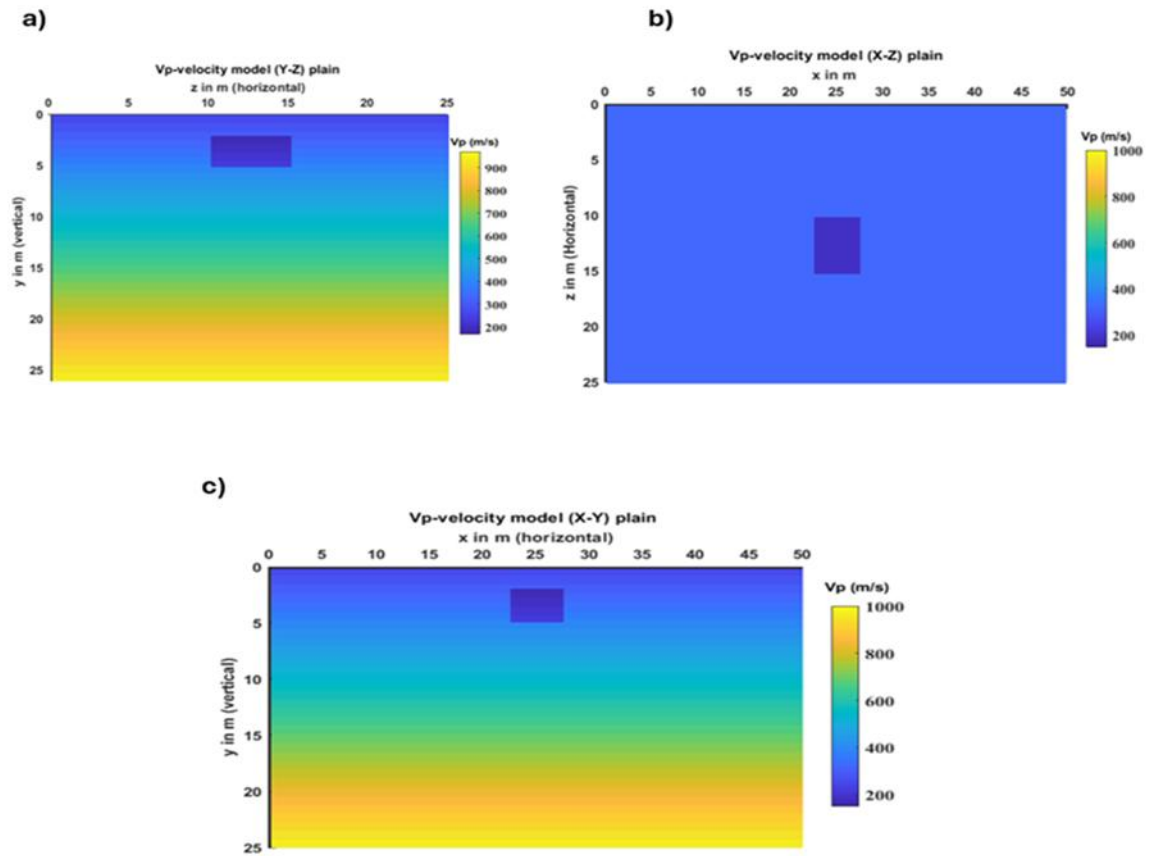 a)
Vp-velocity model (Y-Z) plain
z in m (horizontal)
0 5 10 15 20 25
Vp (m/s)
y in m (vertical)
0
5
10
15
20
25
900
800
700
600
500
400
300
200
b)
Vp-velocity model (X-Z) plain
x in m
0 5 10 15 20 25 30 35 40 45 50
Vp (m/s)
z in m (Horizontal)
0
5
10
15
20
25
1000
800
600
400
200
c)
Vp-velocity model (X-Y) plain
x in m (horizontal)
0 5 10 15 20 25 30 35 40 45 50
Vp (m/s)
y in m (vertical)
0
5
10
15
20
25
1000
800
600
400
200